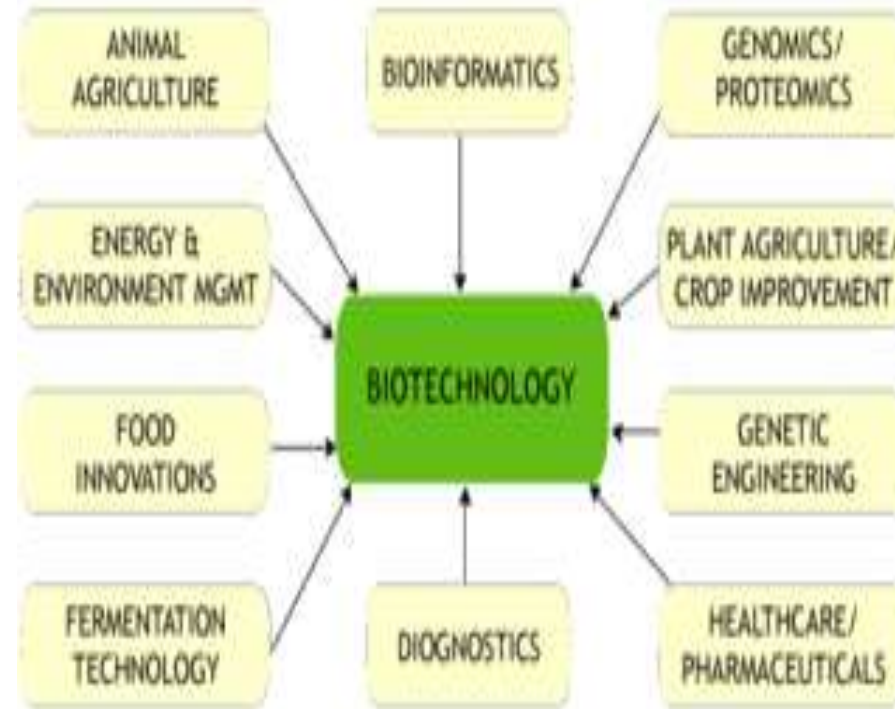 ANIMAL
AGRICULTURE
BIOINFORMATICS
GENOMICS/
PROTEOMICS
ENERGY &
ENVIRONMENT MGMT
PLANT AGRICULTURE/
CROP IMPROVEMENT
BIOTECHNOLOGY
FOOD
INNOVATIONS
GENETIC
ENGINEERING
FERMENTATION
TECHNOLOGY
DIOGNOSTICS
HEALTHCARE/
PHARMACEUTICALS